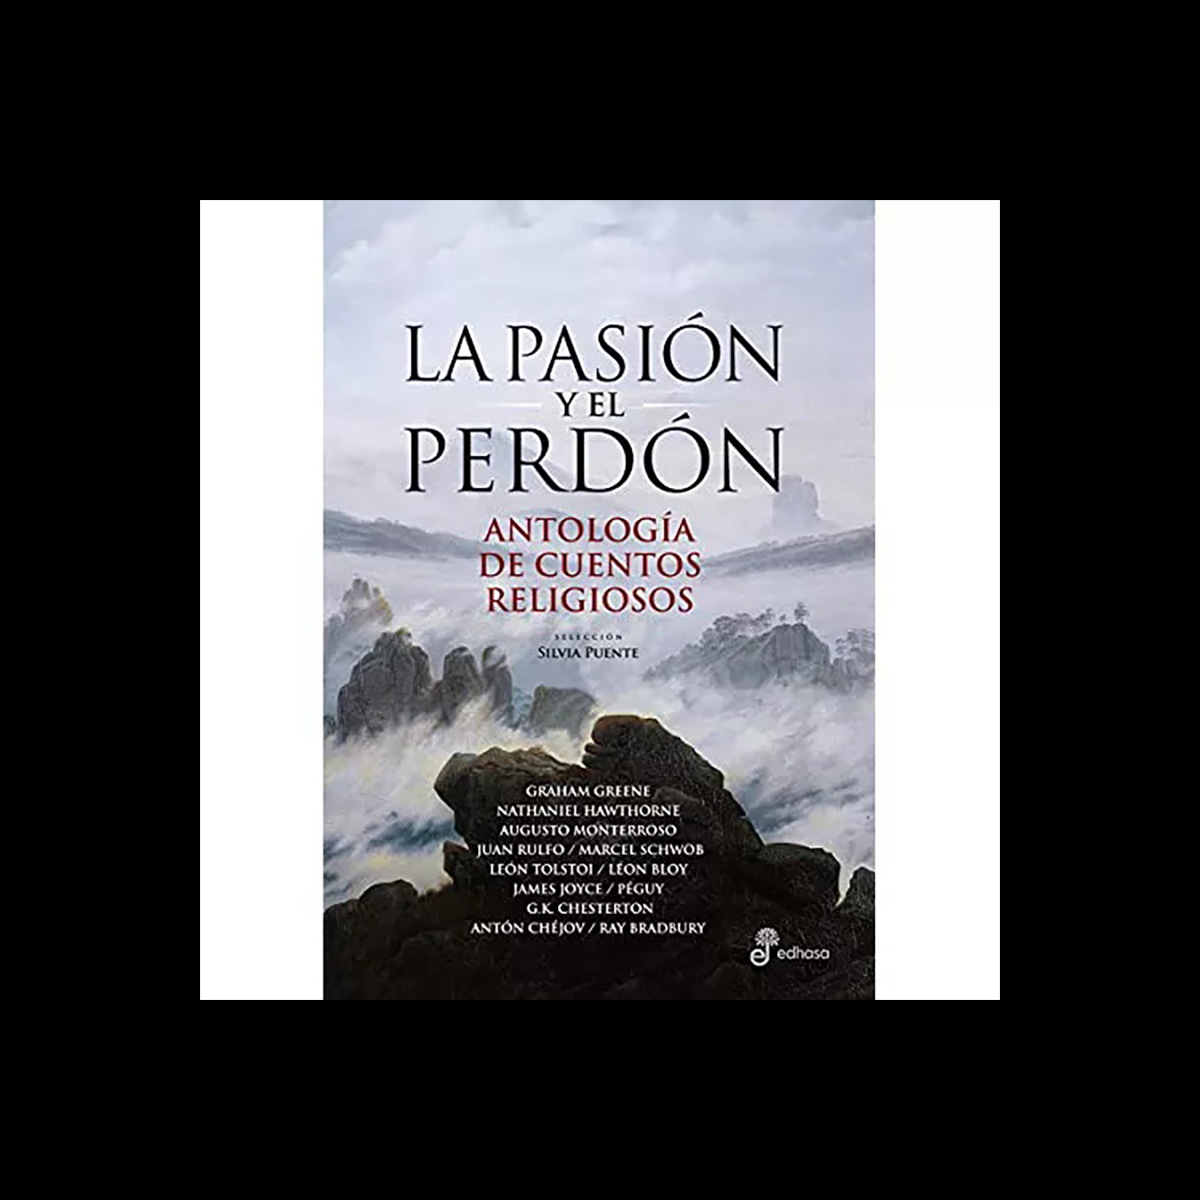 LA PASIÓN
Y EL
PERDÓN
ANTOLOGÍA
DE CUENTOS
RELIGIOSOS
SELECCIÓN
SILVIA PUENTE
GRAHAM GREENE
NATHANIEL HAWTHORNE
AUGUSTO MONTERROSO
JUAN RULFO / MARCEL SCHWOB
LEÓN TOLSTOI / LÉON BLOY
JAMES JOYCE / PÉGUY
G.K. CHESTERTON
ANTÓN CHÉJOV / RAY BRADBURY
edhasa